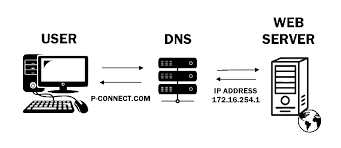 USER
DNS
WEB
SERVER
P-CONNECT.COM
IP ADDRESS
172.16.254.1